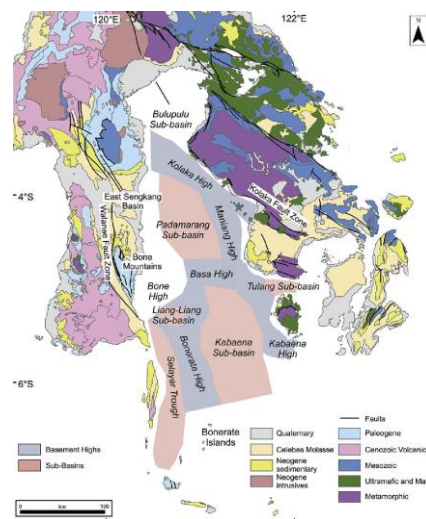 120°E
122°E
N
Bulupulu
Sub-basin
Kolaka High
4°S
East Sengkang
Basin
Walanae Fault Zone
Padamarang
Sub-basin
Manjang High
Kolaka Fault Zone
Bone
Mountains
Basa High
Bone
High
Tulang Sub-basin
Liang-Liang
Sub-basin
Bonerate High
Kabaena
Sub-basin
Kabaena
High
6°S
Selayar Trough
Bonerate
Islands
Basement Highs
Sub-Basins
Quaternary
Celebes Molasse
Neogene
sedimentary
Neogene
intrusives
Faults
Paleogene
Cenozoic Volcanic
Mesozoic
Ultramafic and Ma
Metamorphic
0
km
100